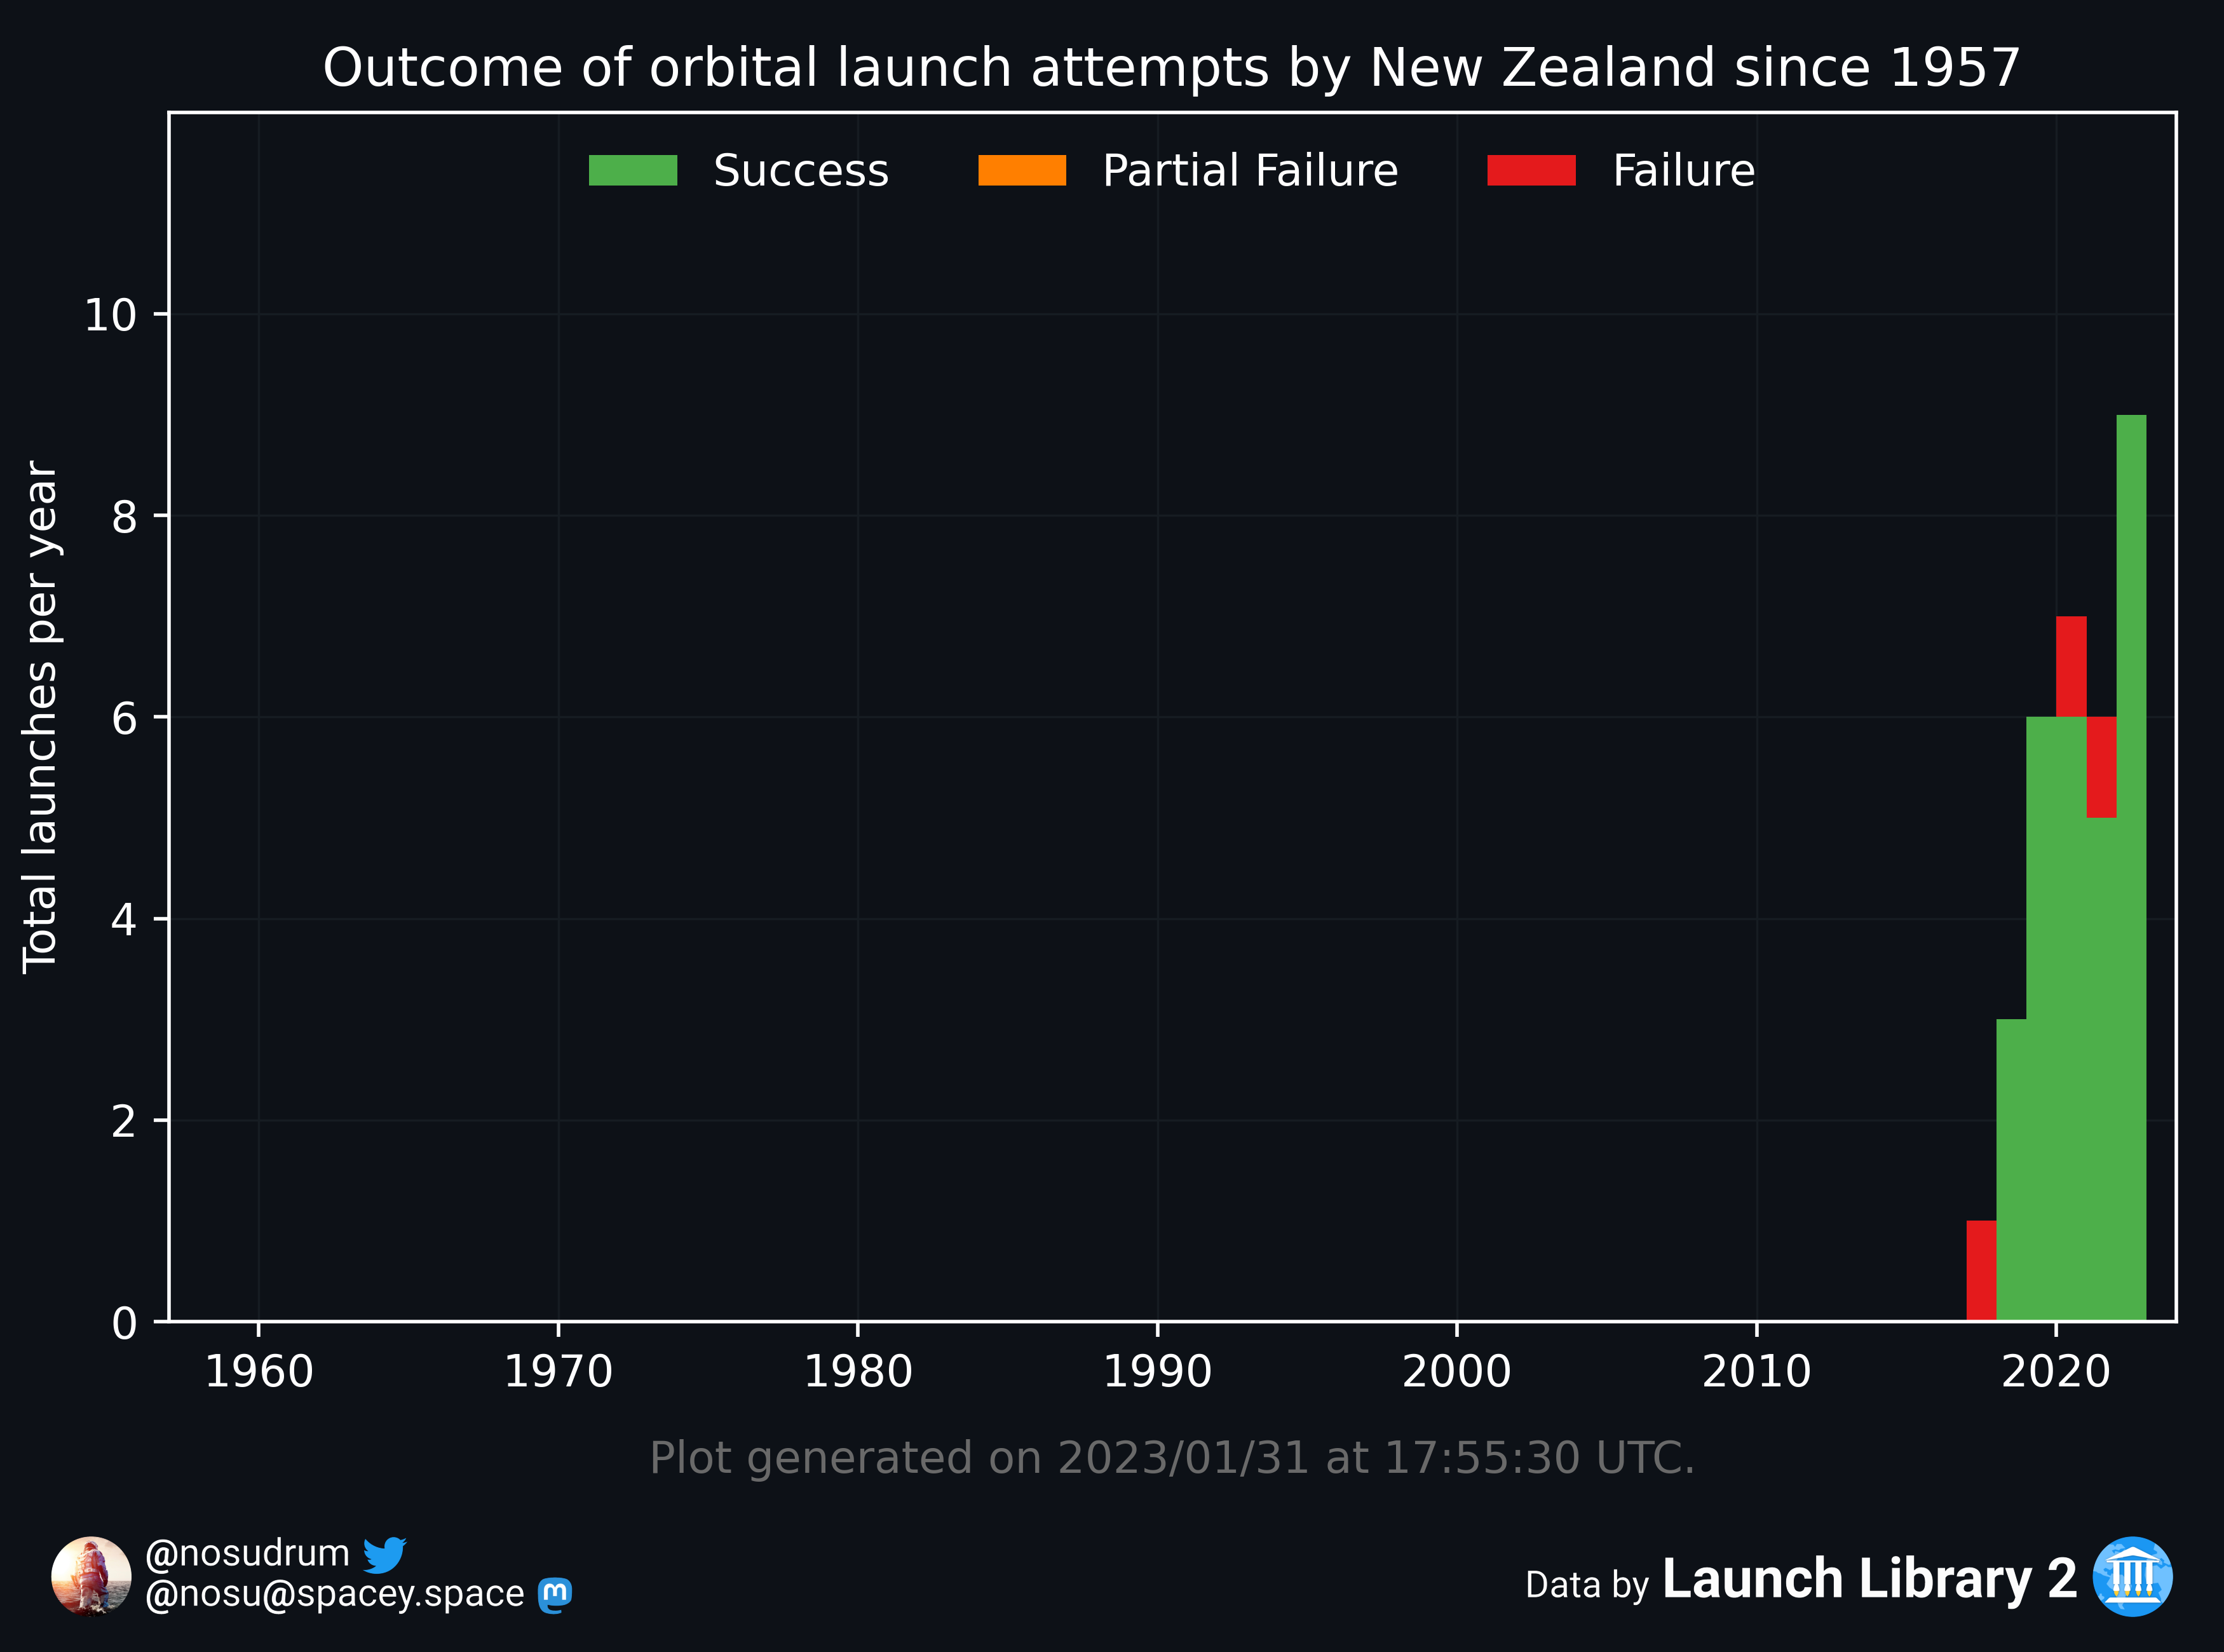 Outcome of orbital launch attempts by New Zealand since 1957
Success Partial Failure Failure
Total launches per year
10
8
6
4
2
0
1960 1970 1980 1990 2000 2010 2020
Plot generated on 2023/01/31 at 17:55:30 UTC.
@nosudrum
@nosu@spacey.space
Data by Launch Library 2